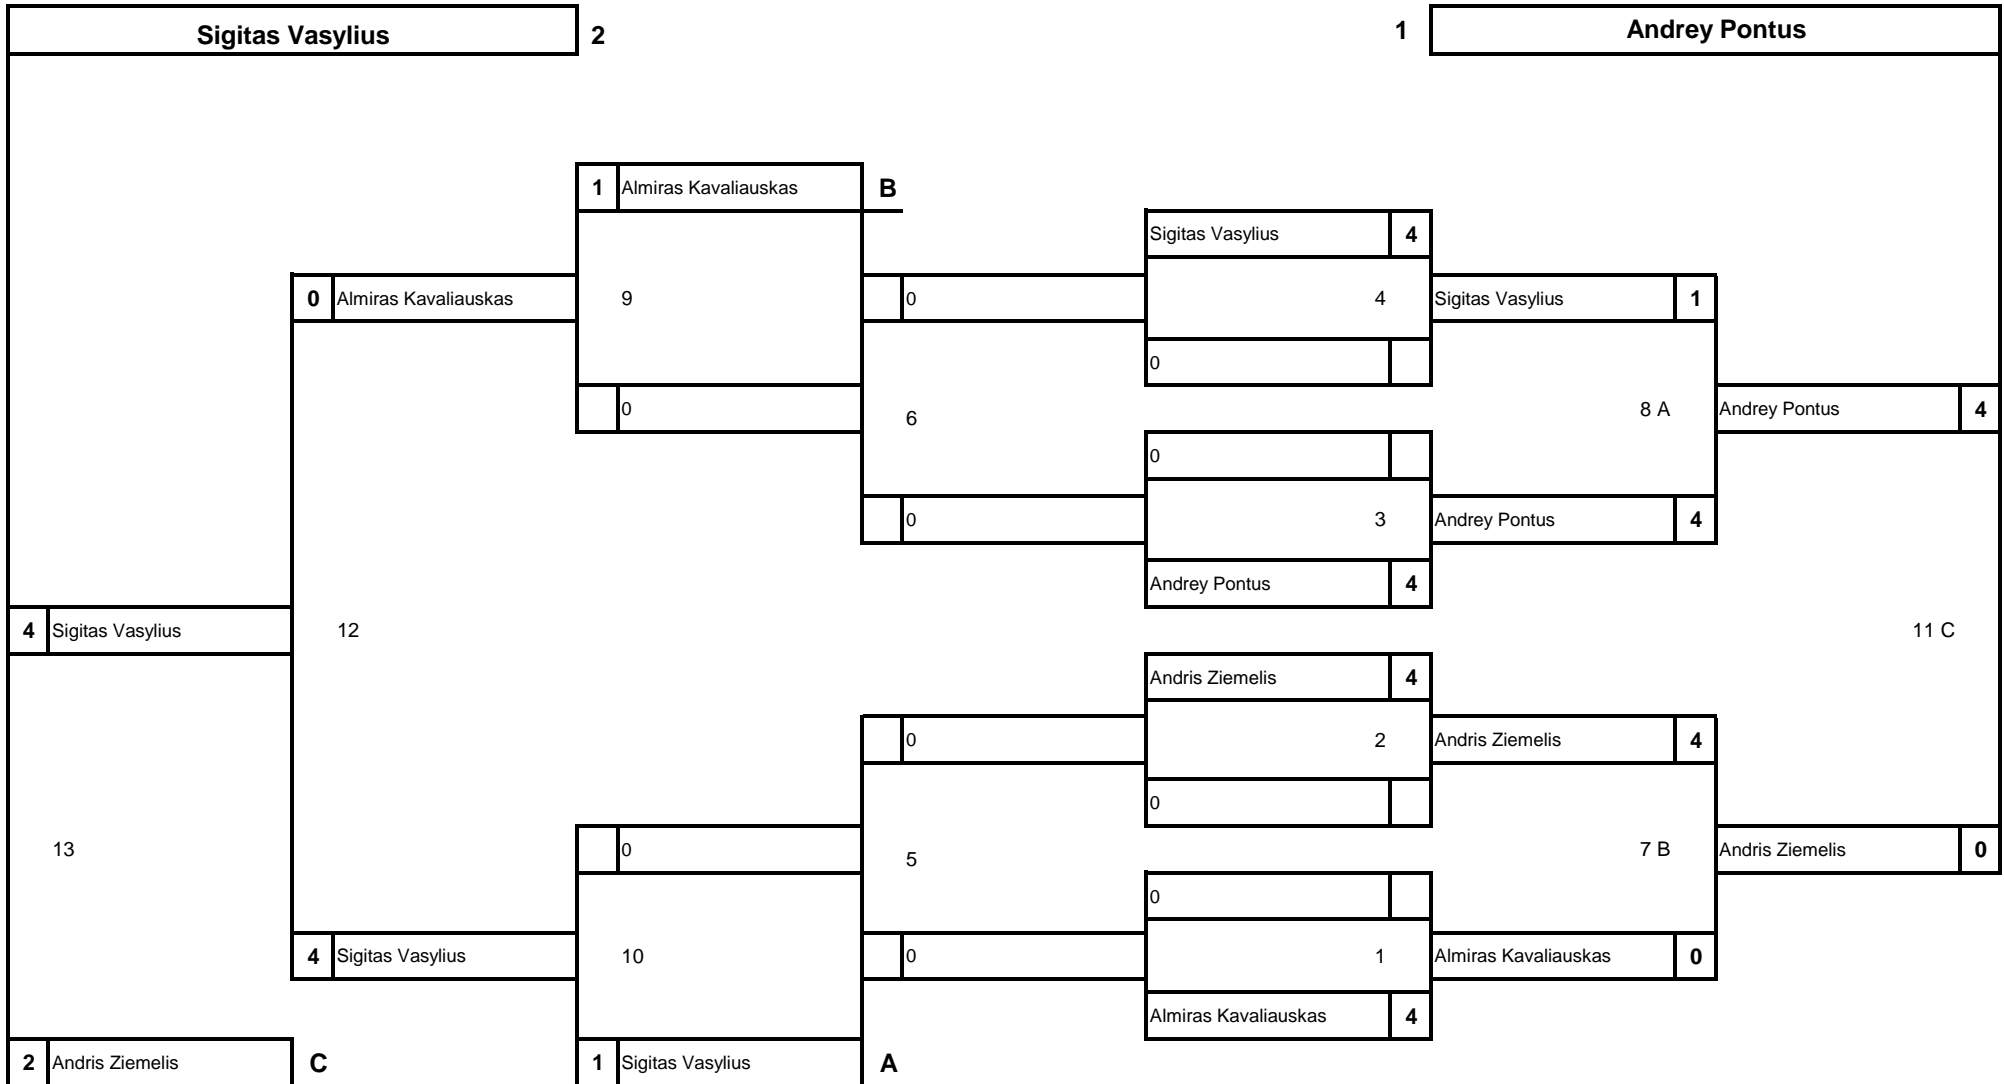 Sigitas Vasylius 2 1 Andrey Pontus
1 Almiras Kavaliauskas B
Sigitas Vasylius 4
0 Almiras Kavaliauskas 9 0 4 Sigitas Vasylius 1
0
0 6 8 A Andrey Pontus 4
0
0 3 Andrey Pontus 4
Andrey Pontus 4
4 Sigitas Vasylius 12 11 C
Andris Ziemelis 4
0 2 Andris Ziemelis 4
0
13 0 5 7 B Andris Ziemelis 0
0
4 Sigitas Vasylius 10 0 1 Almiras Kavaliauskas 0
Almiras Kavaliauskas 4
2 Andris Ziemelis C 1 Sigitas Vasylius A